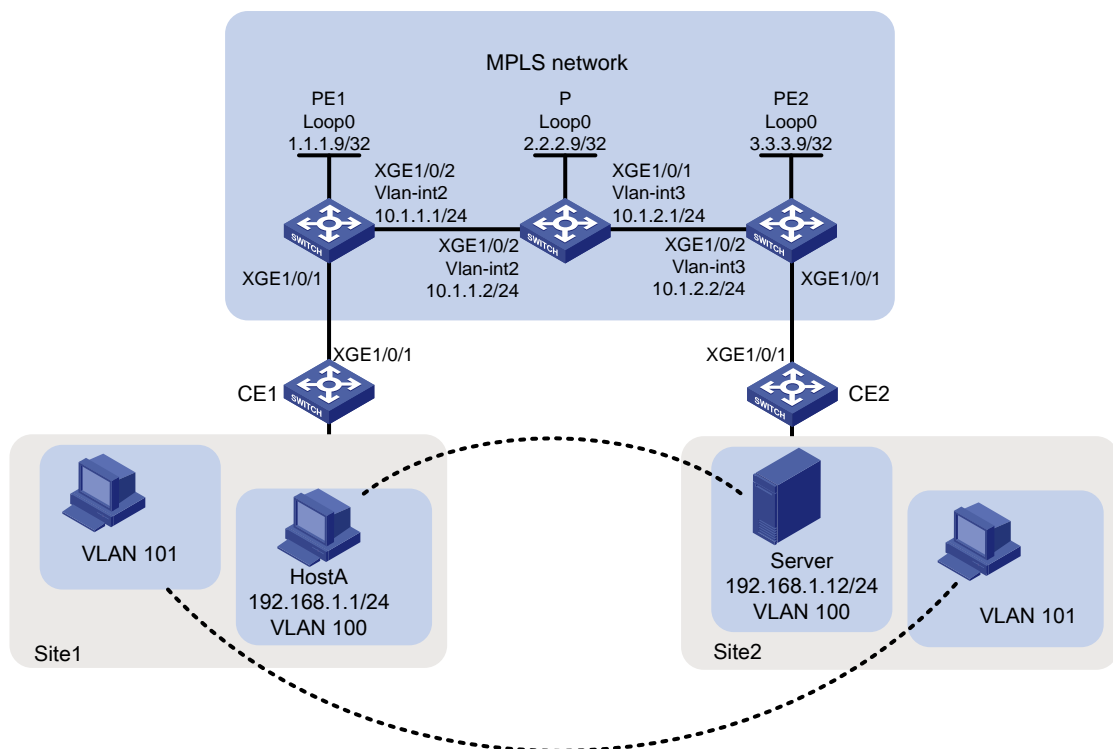 MPLS network
PE1
Loop0
1.1.1.9/32
P
Loop0
2.2.2.9/32
PE2
Loop0
3.3.3.9/32
XGE1/0/2
Vlan-int2
10.1.1.1/24
XGE1/0/1
Vlan-int3
10.1.2.1/24
SWITCH
SWITCH
SWITCH
XGE1/0/2
Vlan-int2
10.1.1.2/24
XGE1/0/2
Vlan-int3
10.1.2.2/24
XGE1/0/1
XGE1/0/1
XGE1/0/1
XGE1/0/1
CE1
SWITCH
SWITCH
CE2
VLAN 101
HostA
192.168.1.1/24
VLAN 100
Site1
Server
192.168.1.12/24
VLAN 100
VLAN 101
Site2